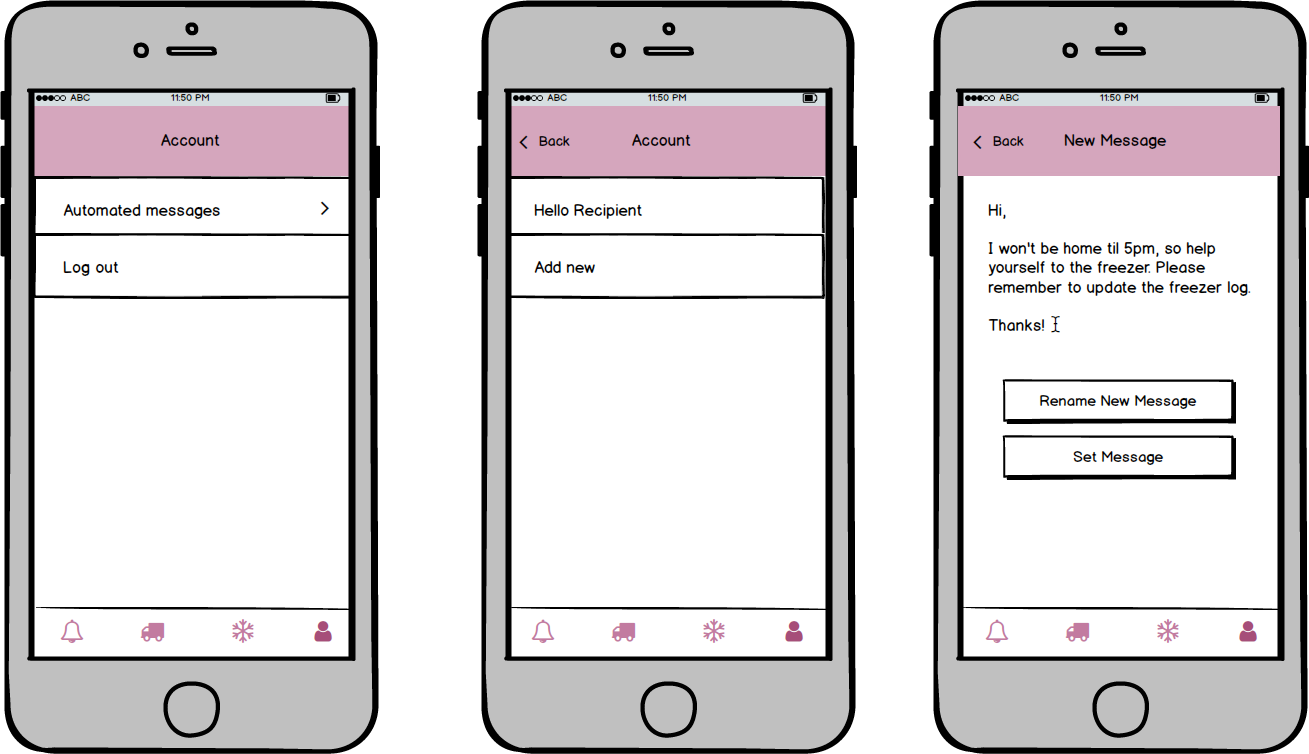 ABC 11:50 PM
Account
Automated messages
Log out
ABC 11:50 PM
Back Account
Hello Recipient
Add new
ABC 11:50 PM
Back New Message
Hi,
I won't be home til 5pm, so help
yourself to the freezer. Please
remember to update the freezer log.
Thanks!
Rename New Message
Set Message